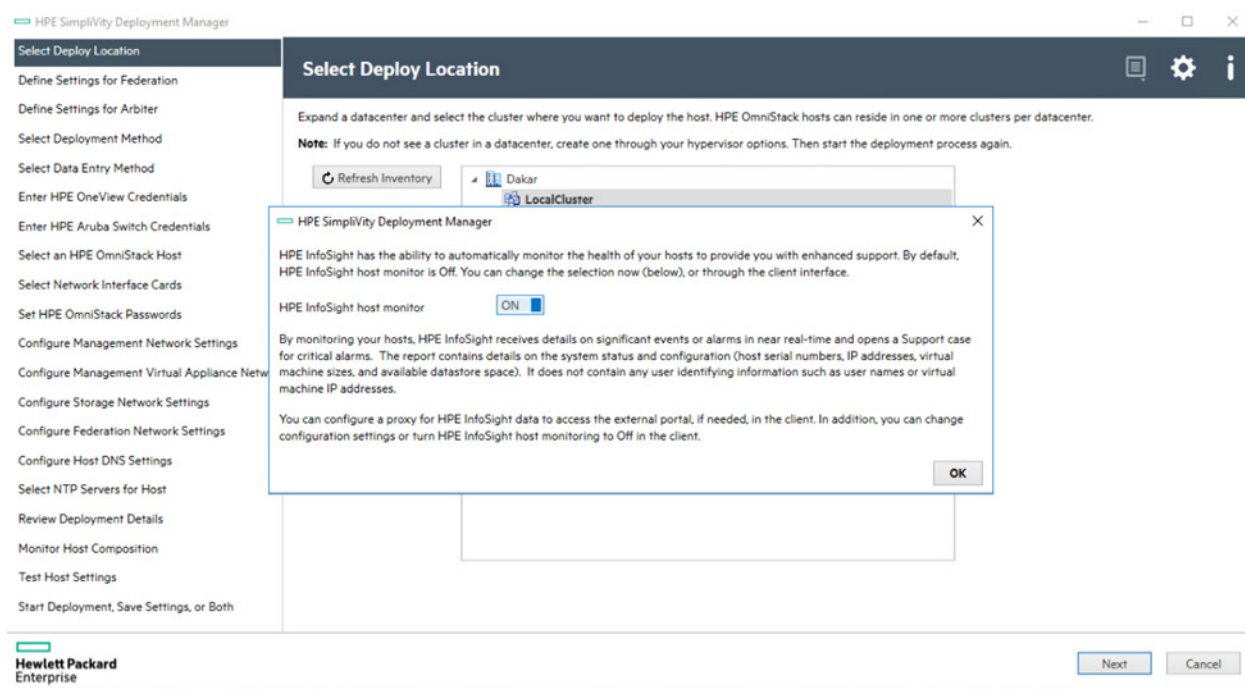 HPE SimpliVity Deployment Manager
Select Deploy Location
Define Settings for Federation
Define Settings for Arbiter
Select Deployment Method
Select Data Entry Method
Enter HPE OneView Credentials
Enter HPE Aruba Switch Credentials
Select an HPE OmniStack Host
Select Network Interface Cards
Set HPE OmniStack Passwords
Configure Management Network Settings
Configure Management Virtual Appliance Netw
Configure Storage Network Settings
Configure Federation Network Settings
Configure Host DNS Settings
Select NTP Servers for Host
Review Deployment Details
Monitor Host Composition
Test Host Settings
Start Deployment, Save Settings, or Both
Select Deploy Location
Expand a datacenter and select the cluster where you want to deploy the host. HPE OmniStack hosts can reside in one or more clusters per datacenter.
Note: If you do not see a cluster in a datacenter, create one through your hypervisor options. Then start the deployment process again.
Refresh Inventory
Dakar
LocalCluster
HPE SimpliVity Deployment Manager
HPE InfoSight has the ability to automatically monitor the health of your hosts to provide you with enhanced support. By default,
HPE InfoSight host monitor is Off. You can change the selection now (below), or through the client interface.
HPE InfoSight host monitor
ON
By monitoring your hosts, HPE InfoSight receives details on significant events or alarms in near real-time and opens a Support case
for critical alarms. The report contains details on the system status and configuration (host serial numbers, IP addresses, virtual
machine sizes, and available datastore space). It does not contain any user identifying information such as user names or virtual
machine IP addresses.
You can configure a proxy for HPE InfoSight data to access the external portal, if needed, in the client. In addition, you can change
configuration settings or turn HPE InfoSight host monitoring to Off in the client.
OK
Hewlett Packard
Enterprise
Next
Cancel